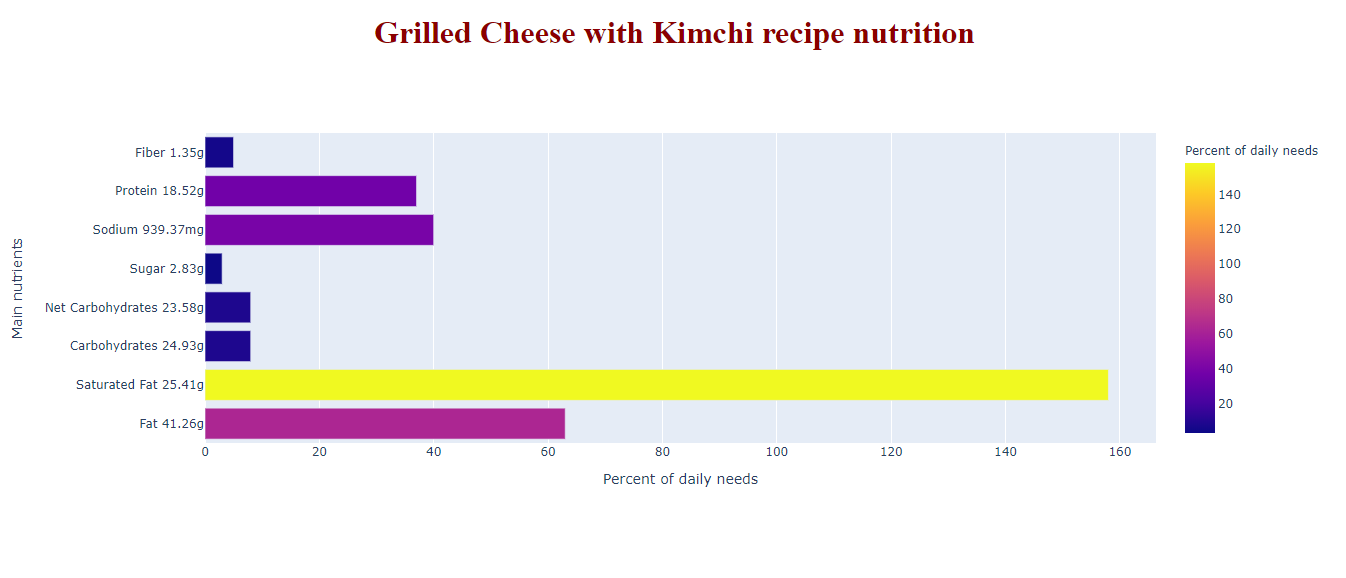 Grilled Cheese with Kimchi recipe nutrition
Main nutrients
Fiber 1.35g
Protein 18.52g
Sodium 939.37mg
Sugar 2.83g
Net Carbohydrates 23.58g
Carbohydrates 24.93g
Saturated Fat 25.41g
Fat 41.26g
0 20 40 60 80 100 120 140 160
Percent of daily needs
Percent of daily needs
140
120
100
80
60
40
20